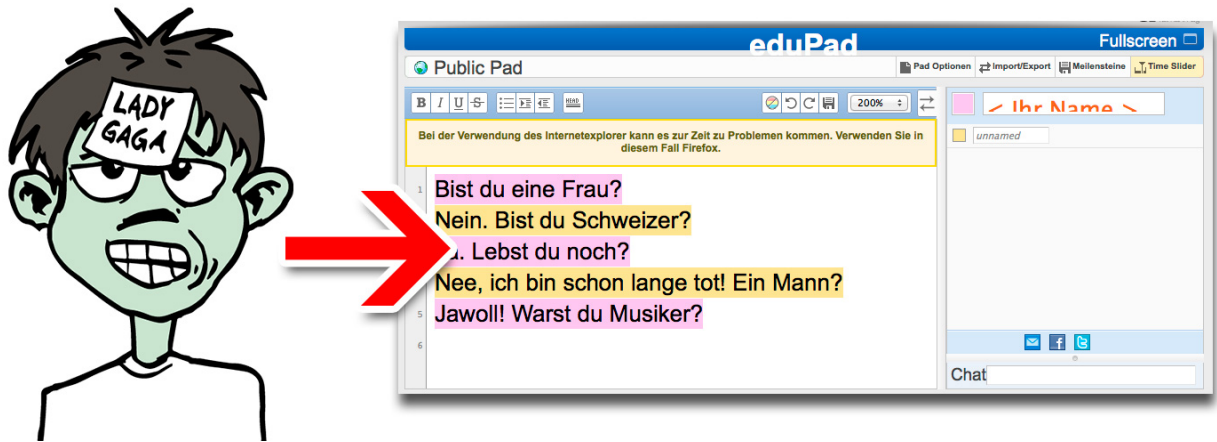 LADY
GAGA
eduPad
Fullscreen
Public Pad
Pad Optionen
Import/Export
Meilensteine
Time Slider
B I U S
HEAD
200%
< Ihr Name >
Bei der Verwendung des Internetexplorer kann es zur Zeit zu Problemen kommen. Verwenden Sie in
diesem Fall Firefox.
unnamed
1 Bist du eine Frau?
Nein. Bist du Schweizer?
. Lebst du noch?
Nee, ich bin schon lange tot! Ein Mann?
5 Jawoll! Warst du Musiker?
6
Chat